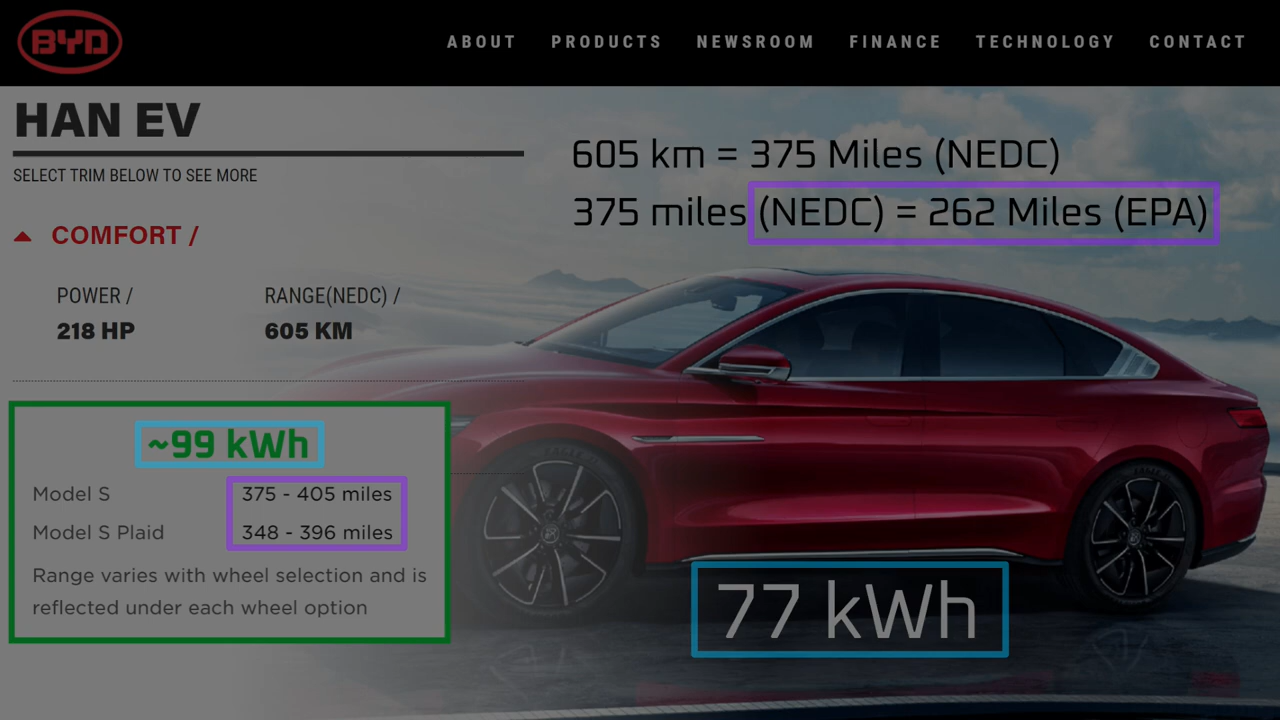 BYD
ABOUT PRODUCTS NEWSROOM FINANCE TECHNOLOGY CONTACT
HAN EV
SELECT TRIM BELOW TO SEE MORE
COMFORT /
POWER / RANGE(NEDC) /
218 HP 605 KM
605 km = 375 Miles (NEDC)
375 miles (NEDC) = 262 Miles (EPA)
~99 kWh
Model S 375 - 405 miles
Model S Plaid 348 - 396 miles
Range varies with wheel selection and is
reflected under each wheel option
77 kWh